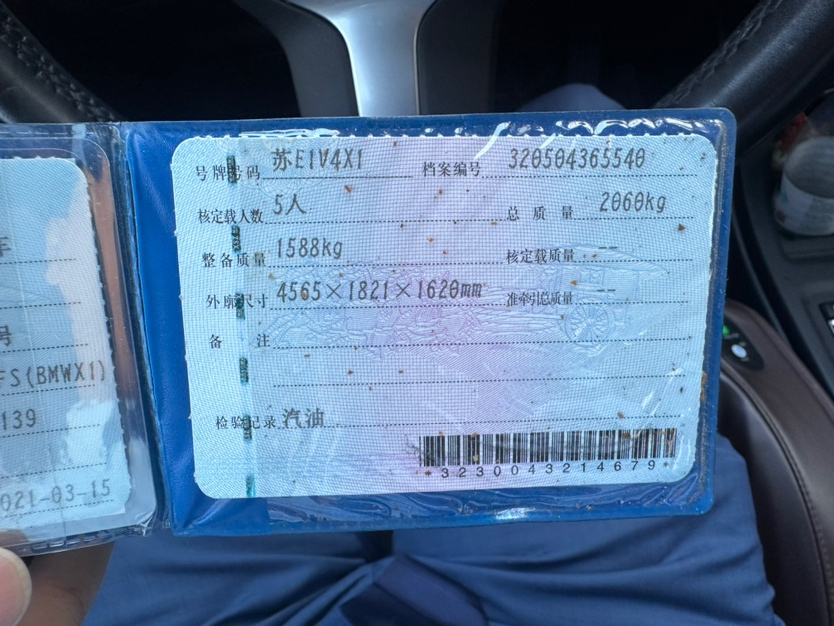 车
号
FS(BMWX1)
139
021-03-15
号牌号码 苏E1V4X1 档案编号 320504365540
核定载人数 5人 总质量 2060kg
整备质量 1588kg 核定载质量 --
外廓尺寸 4565×1821×1620mm 准牵引总质量 --
备注
检验记录 汽油
*3230043214679*